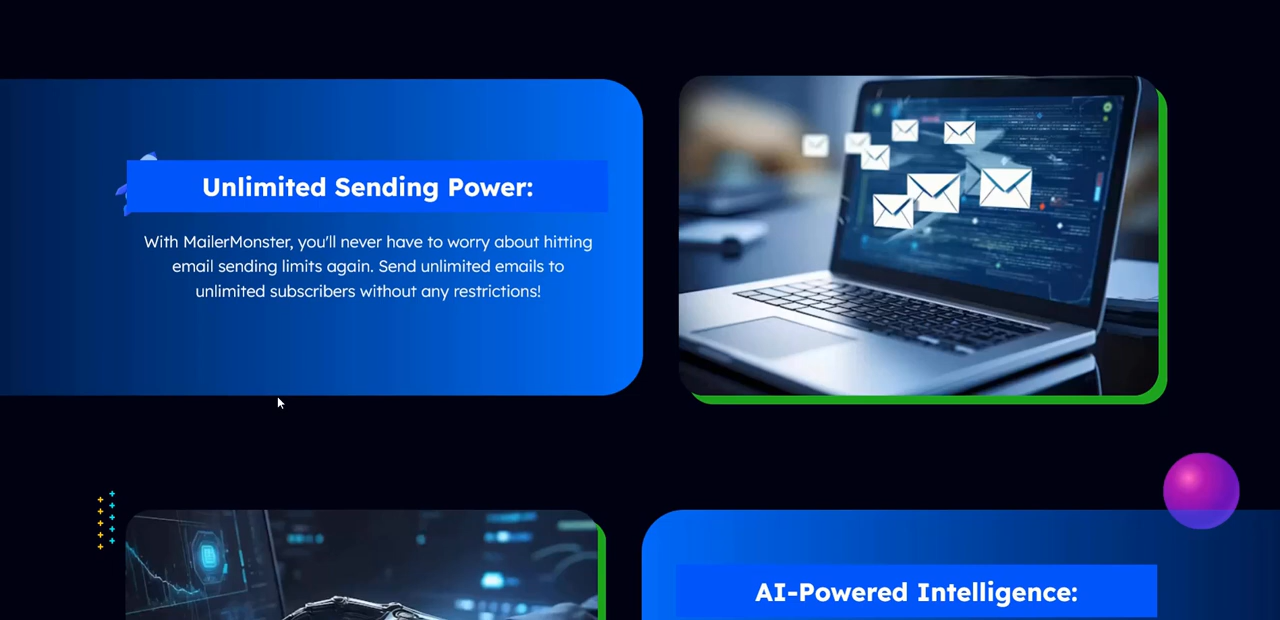 Unlimited Sending Power:
With MailerMonster, you'll never have to worry about hitting
email sending limits again. Send unlimited emails to
unlimited subscribers without any restrictions!
AI-Powered Intelligence: